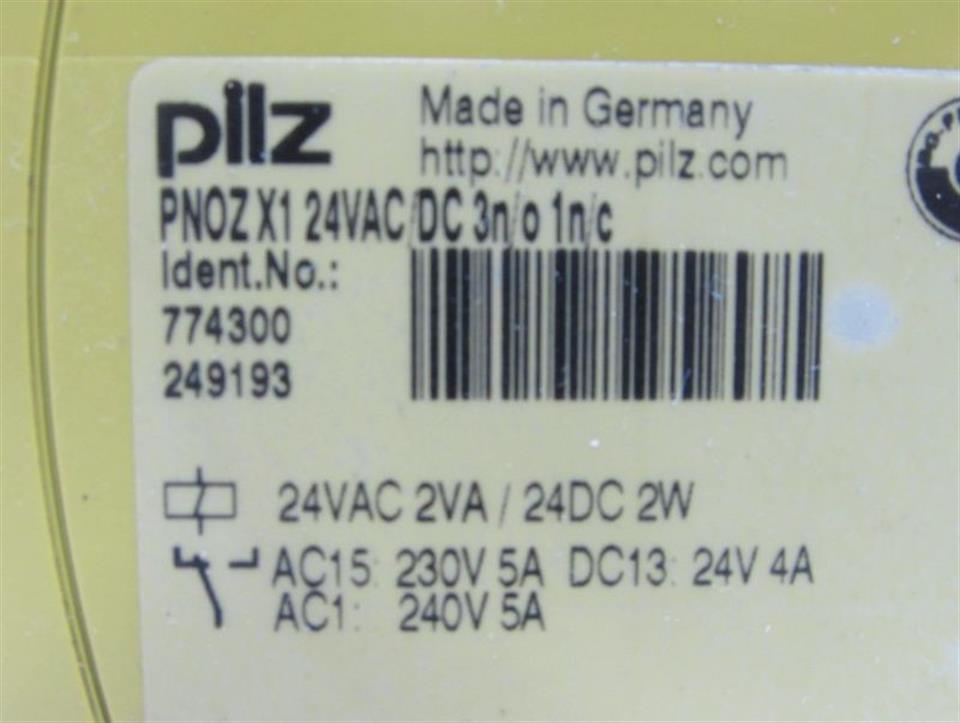 pilz
Made in Germany
http://www.pilz.com
PNOZ X1 24VAC/DC 3n/o 1n/c
Ident.No.:
774300
249193
24VAC 2VA / 24DC 2W
AC15: 230V 5A DC13: 24V 4A
AC1: 240V 5A